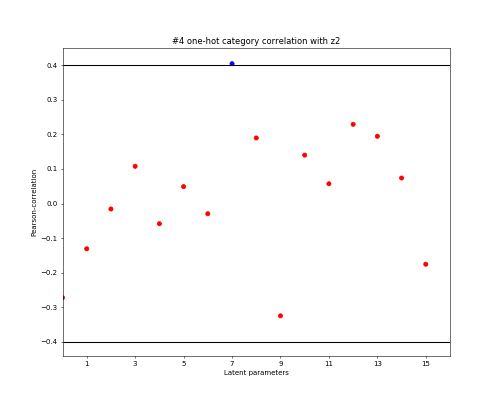 #4 one-hot category correlation with z2
0.4
0.3
0.2
0.1
0.0
−0.1
−0.2
−0.3
−0.4
Pearson-correlation
1 3 5 7 9 11 13 15
Latent parameters